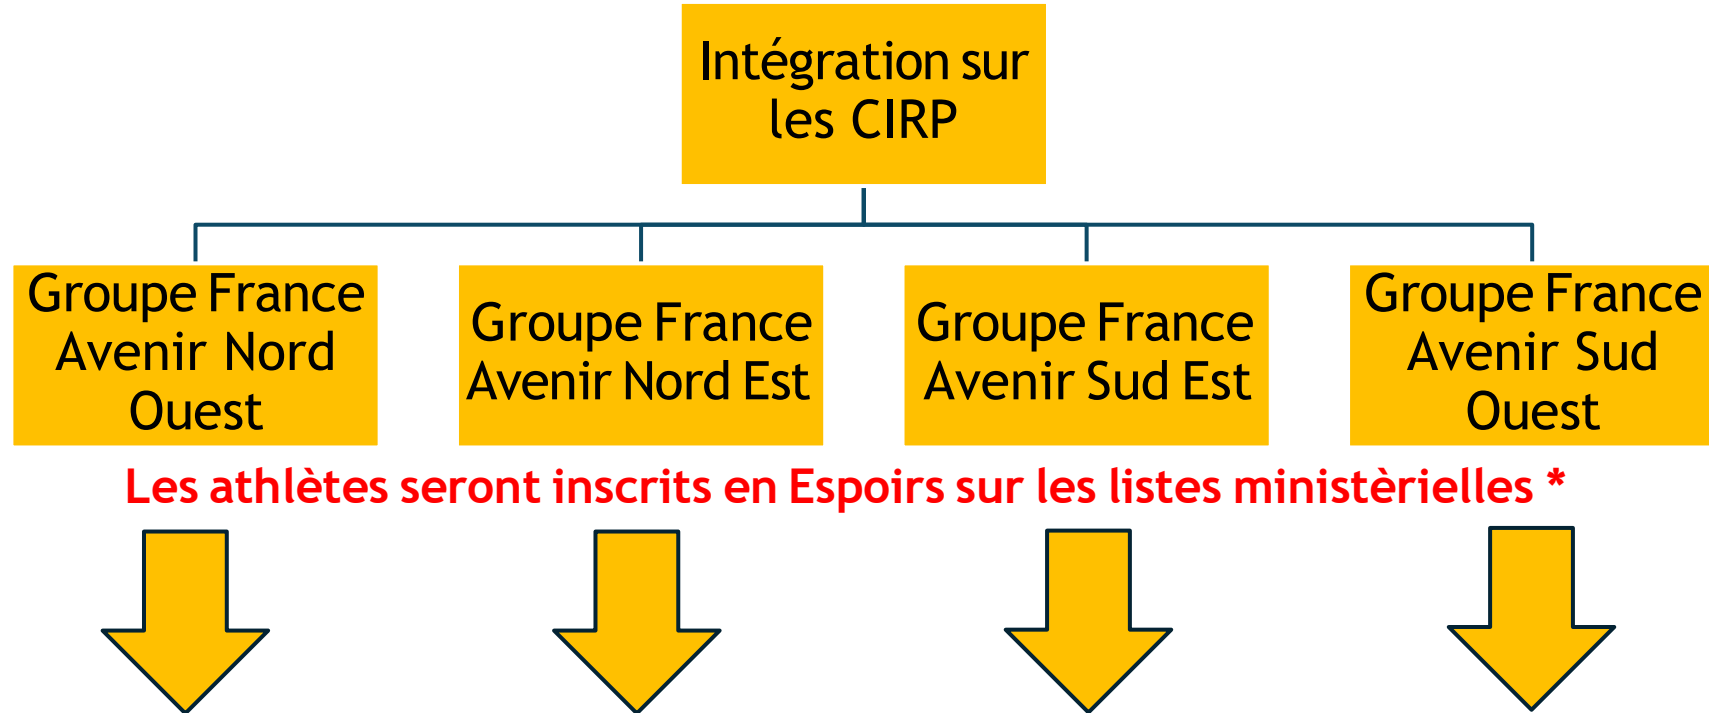 Intégration sur
les CIRP
Groupe France
Avenir Nord
Ouest
Groupe France
Avenir Nord Est
Groupe France
Avenir Sud Est
Groupe France
Avenir Sud
Ouest
Les athlètes seront inscrits en Espoirs sur les listes ministèrielles *